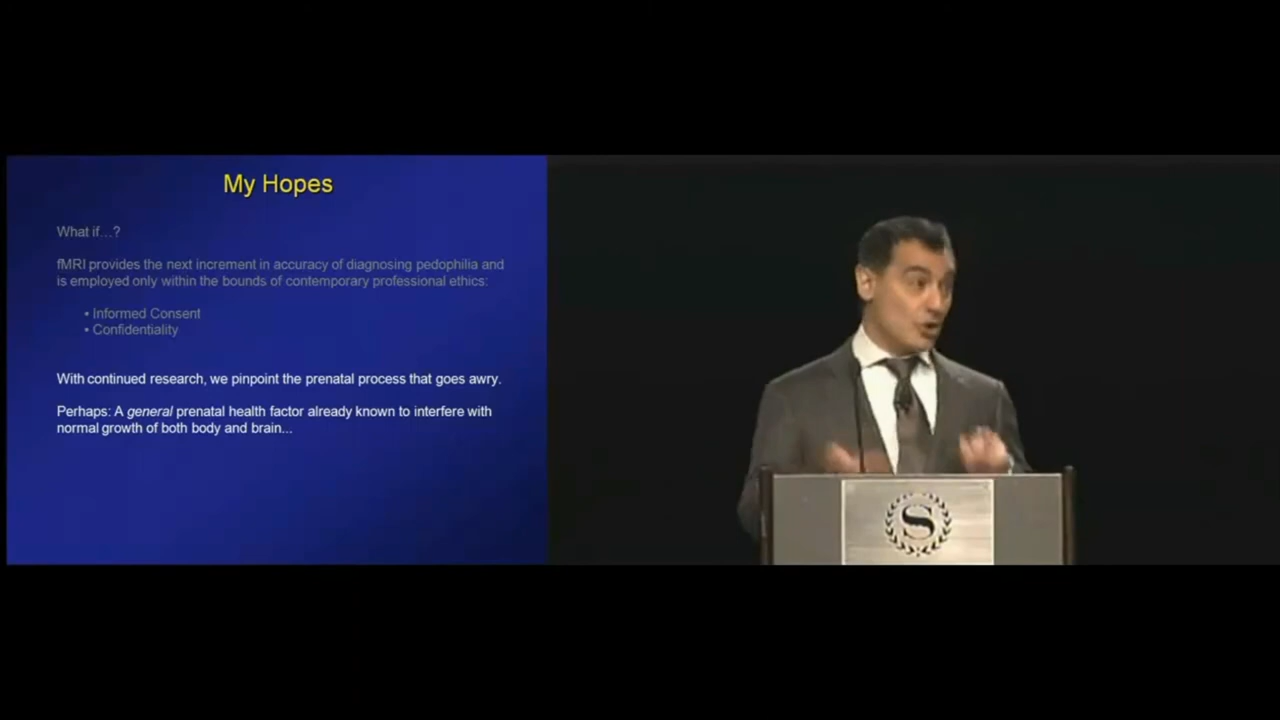 My Hopes
What if...?
fMRI provides the next increment in accuracy of diagnosing pedophilia and
is employed only within the bounds of contemporary professional ethics:
• Informed Consent
• Confidentiality
With continued research, we pinpoint the prenatal process that goes awry.
Perhaps: A general prenatal health factor already known to interfere with
normal growth of both body and brain...
S